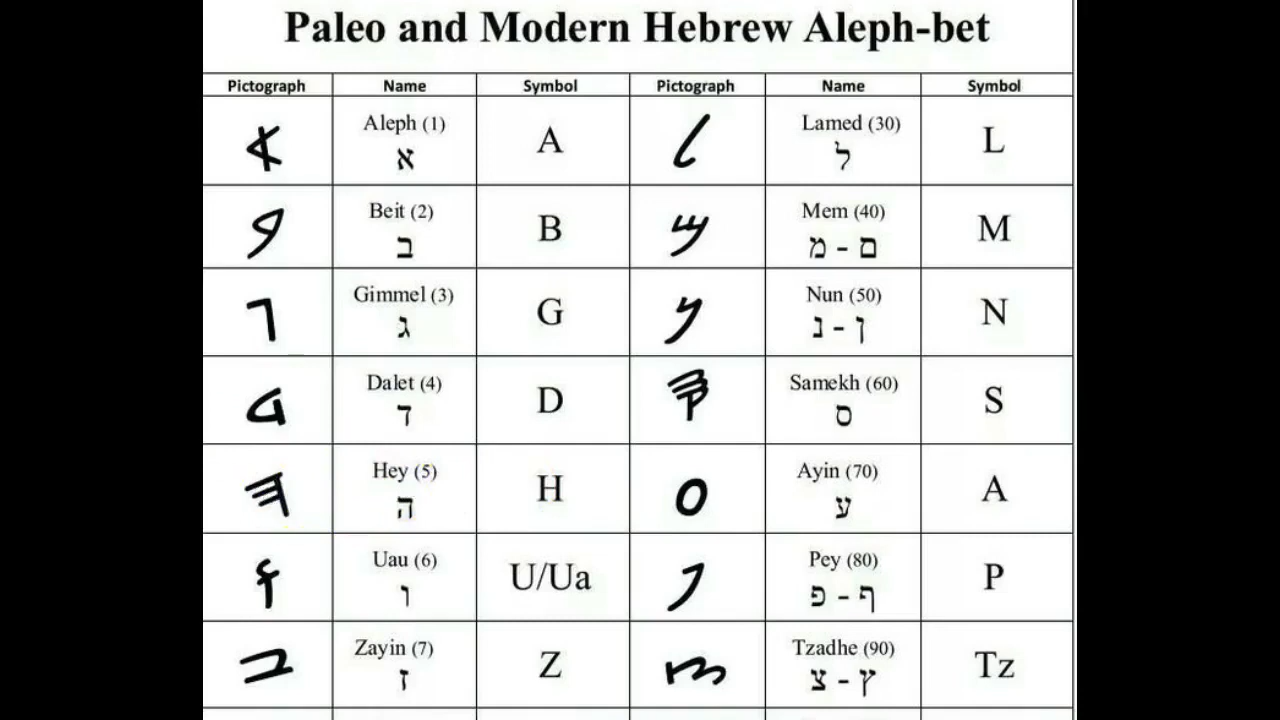 Paleo and Modern Hebrew Aleph-bet
Pictograph Name Symbol Pictograph Name Symbol
𐤀 Aleph (1) א A 𐤋 Lamed (30) ל L
𐤁 Beit (2) ב B 𐤌 Mem (40) מ - ם M
𐤂 Gimmel (3) ג G 𐤍 Nun (50) נ - ן N
𐤃 Dalet (4) ד D 𐤎 Samekh (60) ס S
𐤄 Hey (5) ה H 𐤏 Ayin (70) ע A
𐤅 Uau (6) ו U/Ua 𐤐 Pey (80) פ - ף P
𐤆 Zayin (7) ז Z 𐤑 Tzadhe (90) צ - ץ Tz